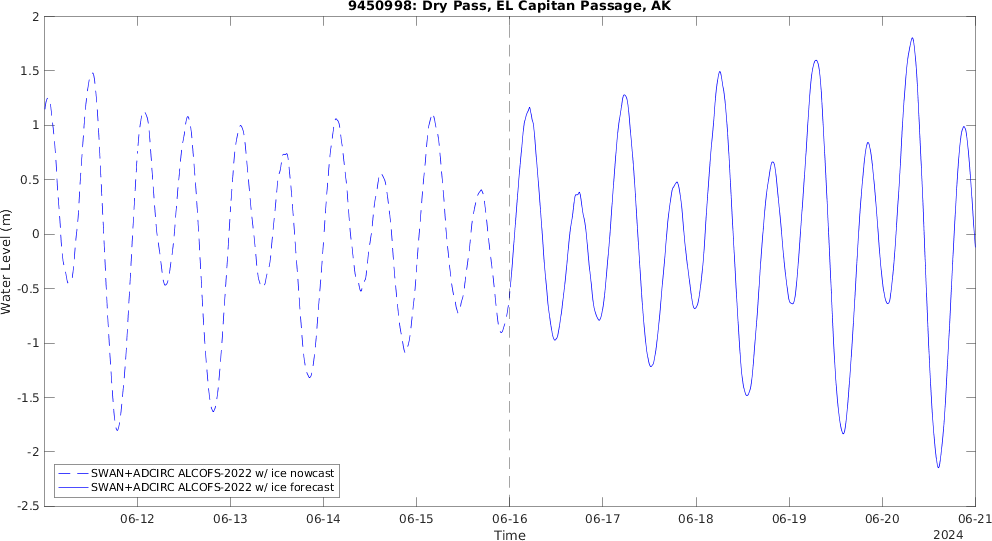 9450998: Dry Pass, EL Capitan Passage, AK
Water Level (m)
2
1.5
1
0.5
0
-0.5
-1
-1.5
-2
-2.5
SWAN+ADCIRC ALCOFS-2022 w/ ice nowcast
SWAN+ADCIRC ALCOFS-2022 w/ ice forecast
06-12 06-13 06-14 06-15 06-16 06-17 06-18 06-19 06-20 06-21
Time
2024